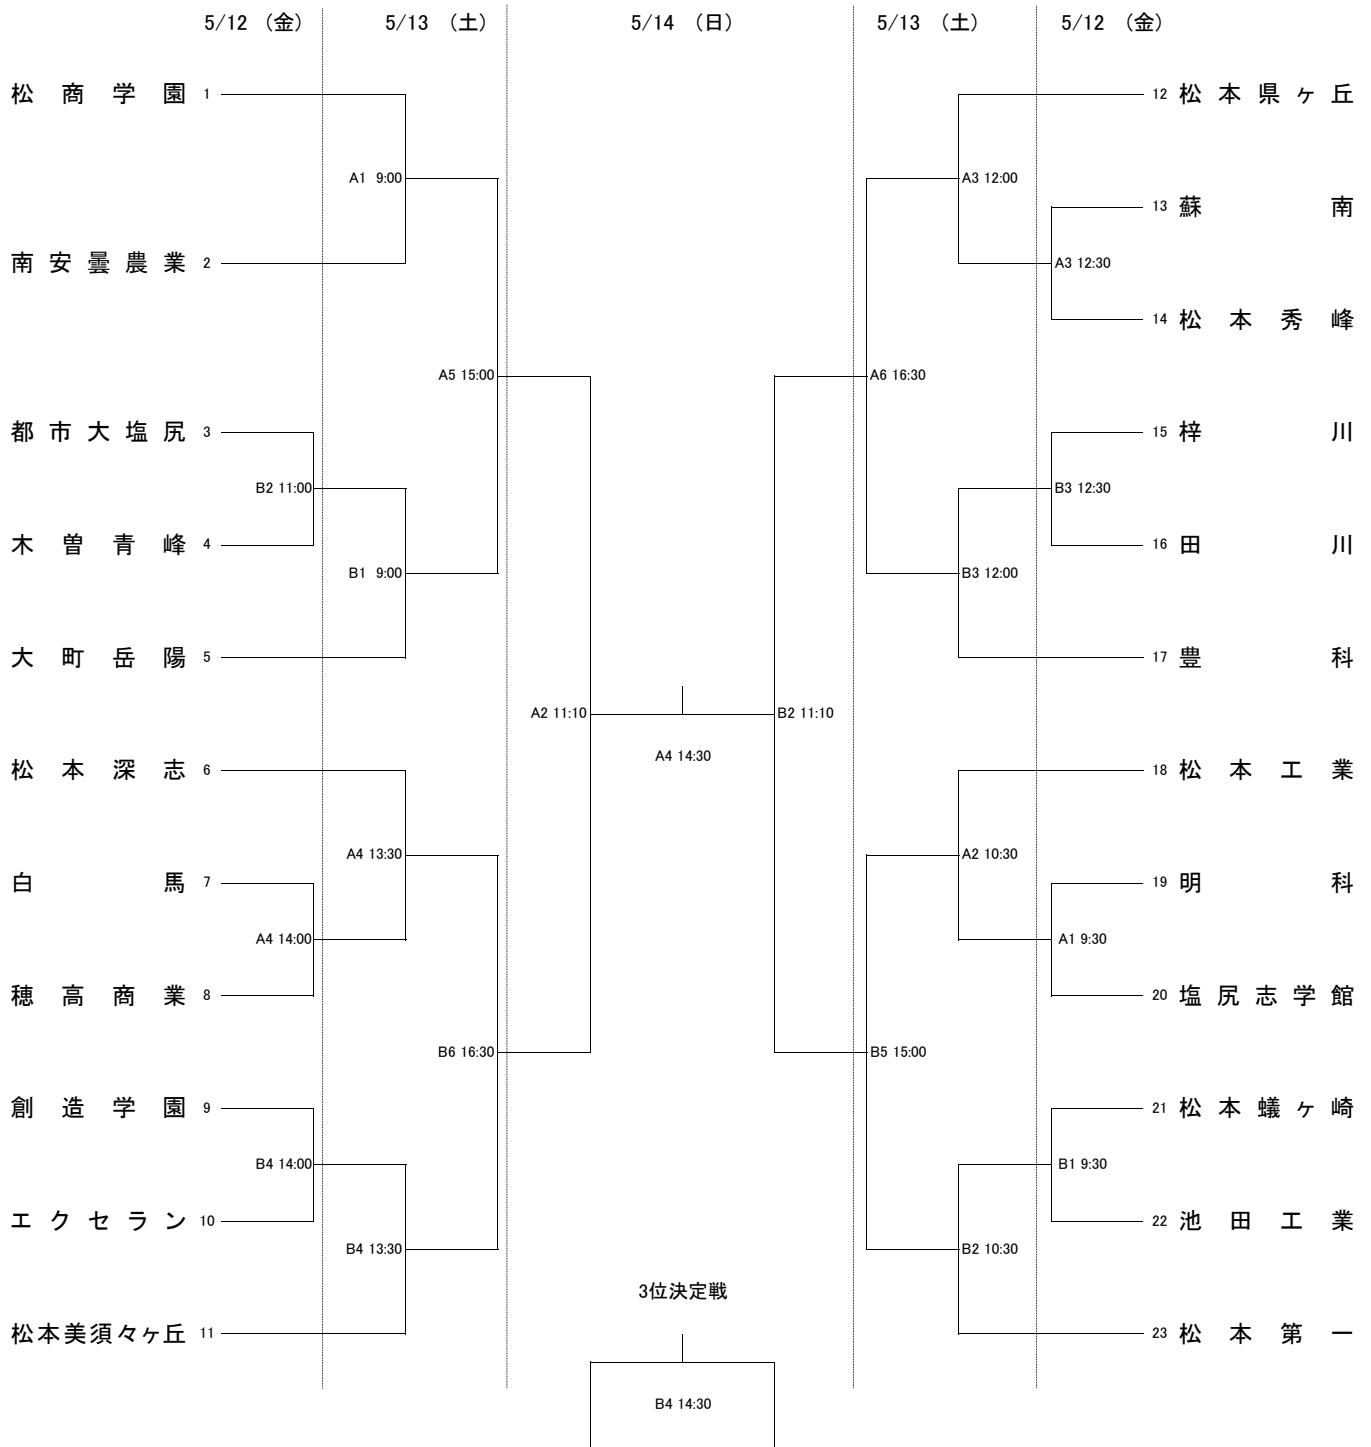 5/12 （金） 5/13 （土） 5/14 （日） 5/13 （土） 5/12 （金）
松商学園 1 12 松本県ヶ丘
A1 9:00 A3 12:00
13 蘇南
南安曇農業 2 A3 12:30
14 松本秀峰
A5 15:00 A6 16:30
都市大塩尻 3 15 梓川
B2 11:00 B3 12:30
木曽青峰 4 16 田川
B1 9:00 B3 12:00
大町岳陽 5 17 豊科
A2 11:10 B2 11:10
A4 14:30
松本深志 6 18 松本工業
A4 13:30 A2 10:30
白馬 7 19 明科
A4 14:00 A1 9:30
穂高商業 8 20 塩尻志学館
B6 16:30 B5 15:00
創造学園 9 21 松本蟻ヶ崎
B4 14:00 B1 9:30
エクセラン 10 22 池田工業
B4 13:30 B2 10:30
3位決定戦
松本美須々ヶ丘 11 23 松本第一
B4 14:30